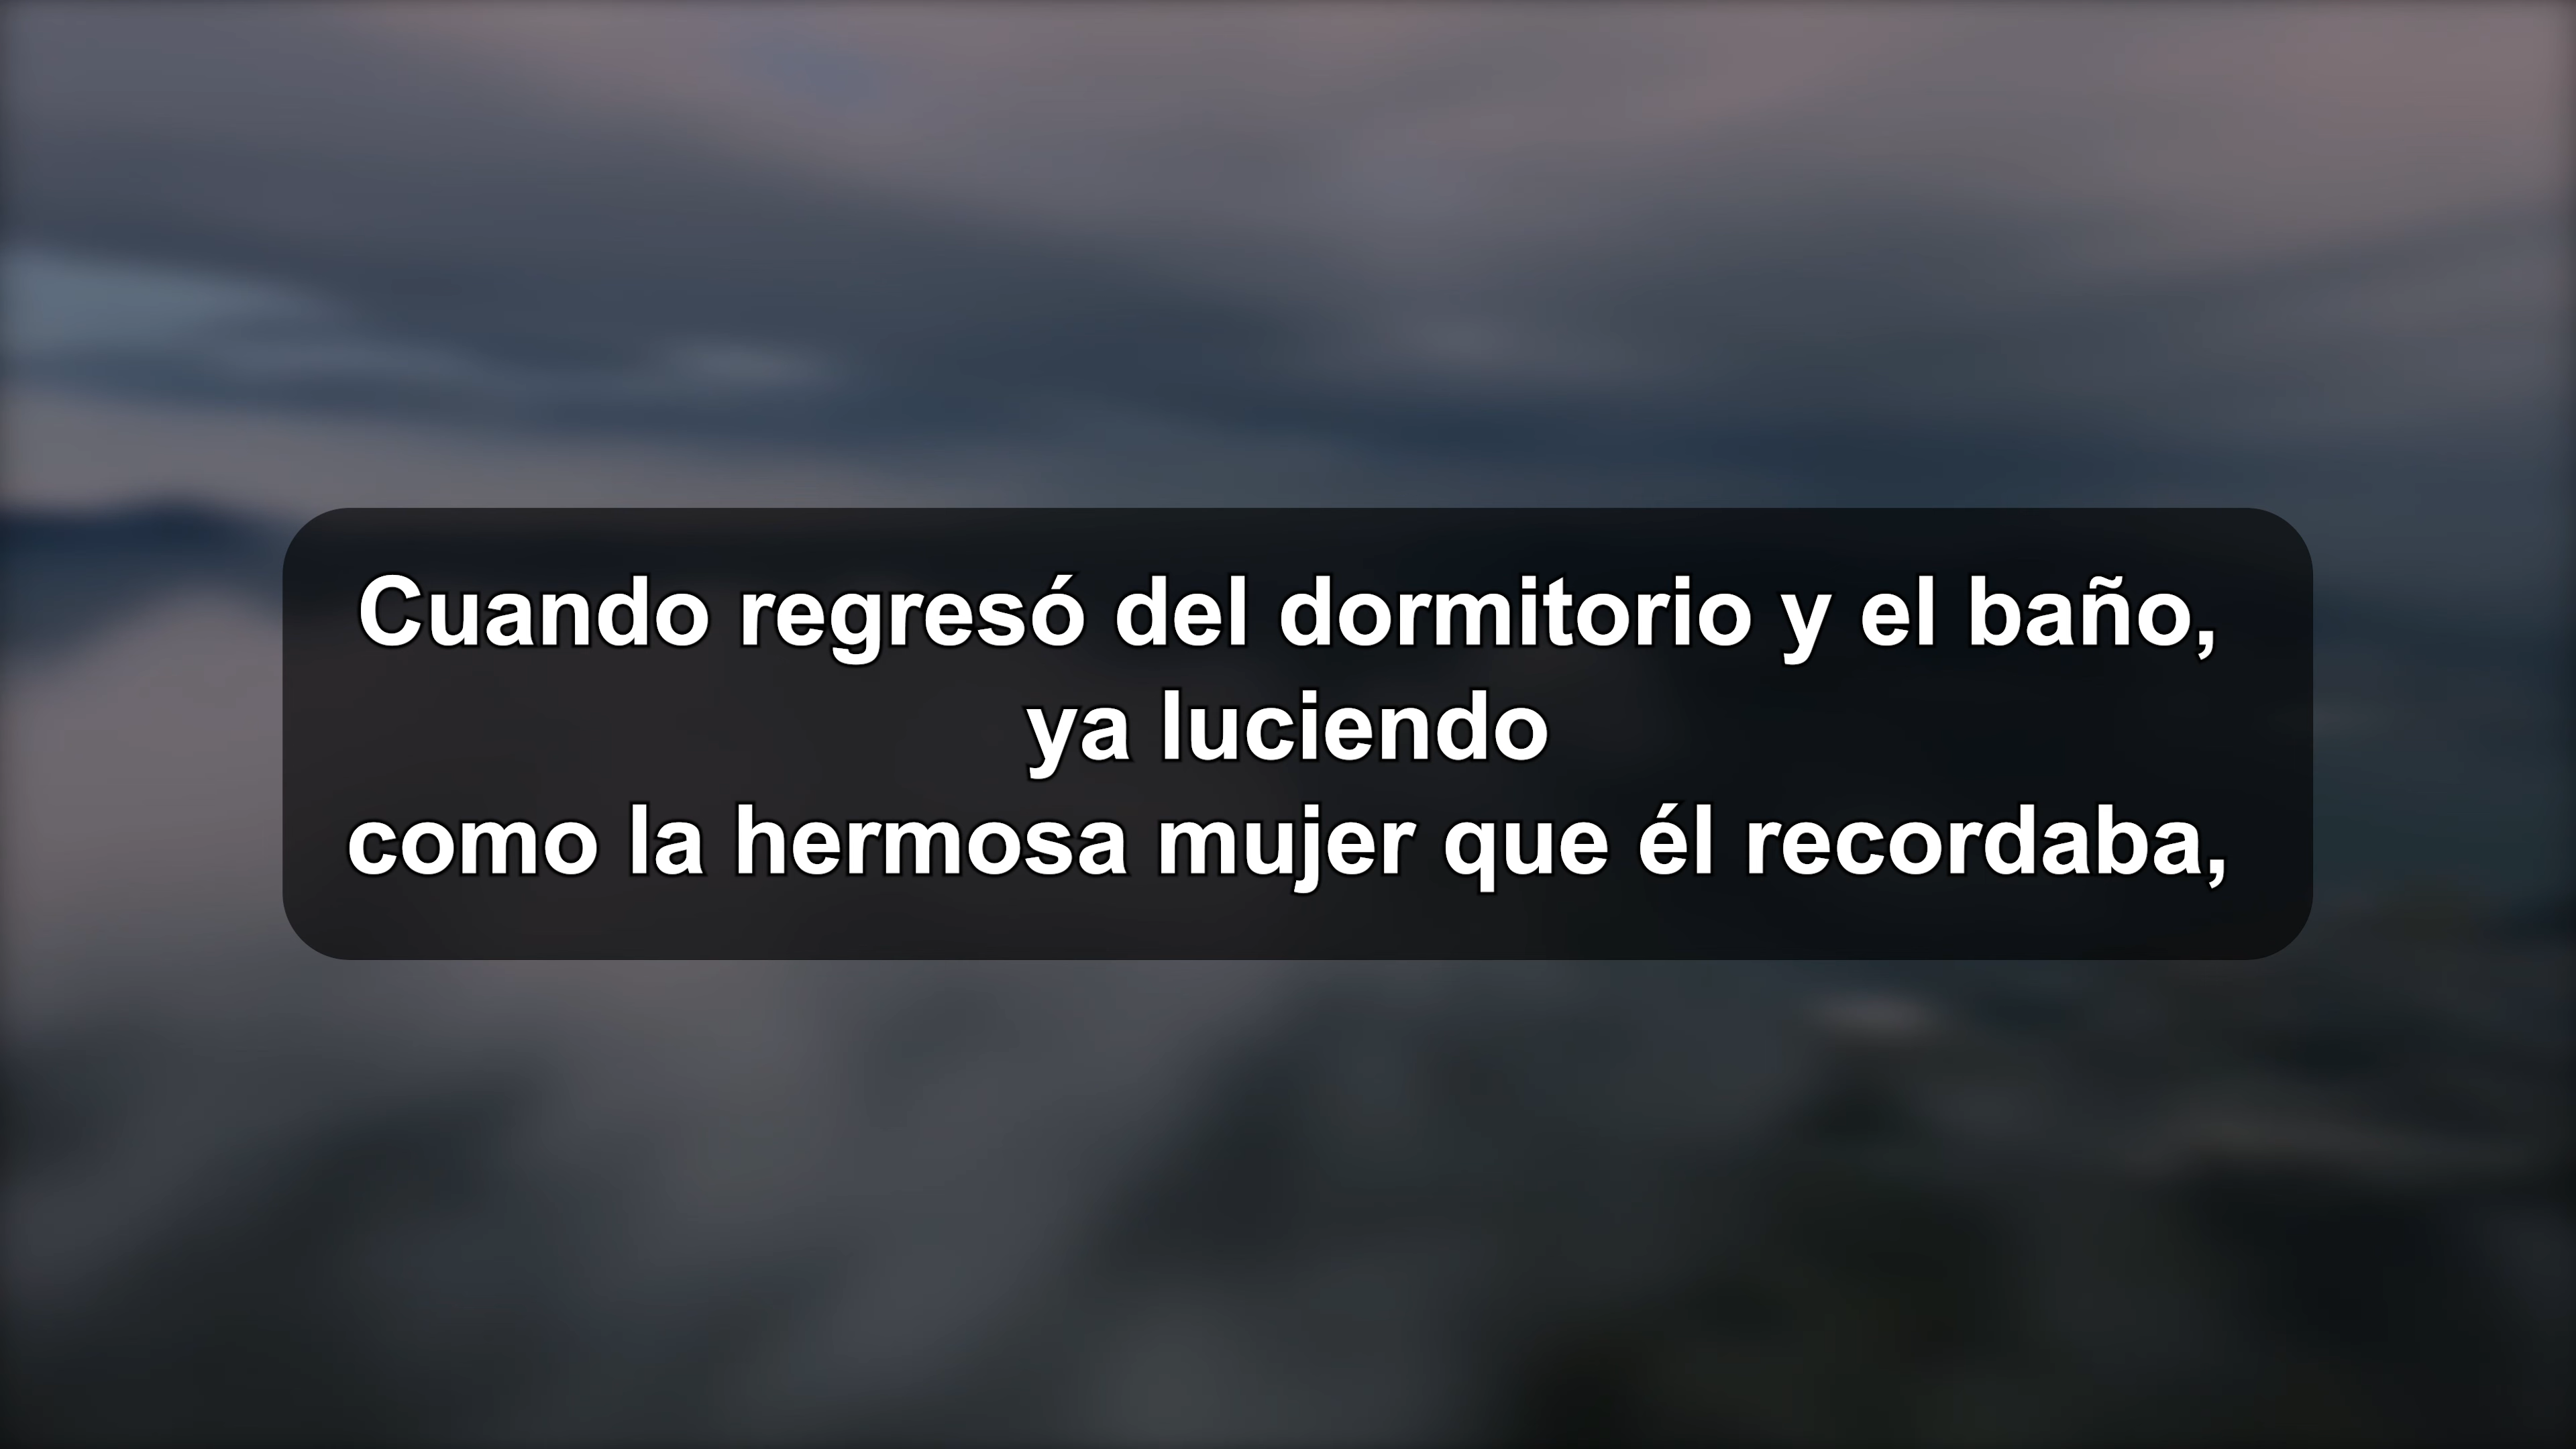 Cuando regresó del dormitorio y el baño,
ya luciendo
como la hermosa mujer que él recordaba,